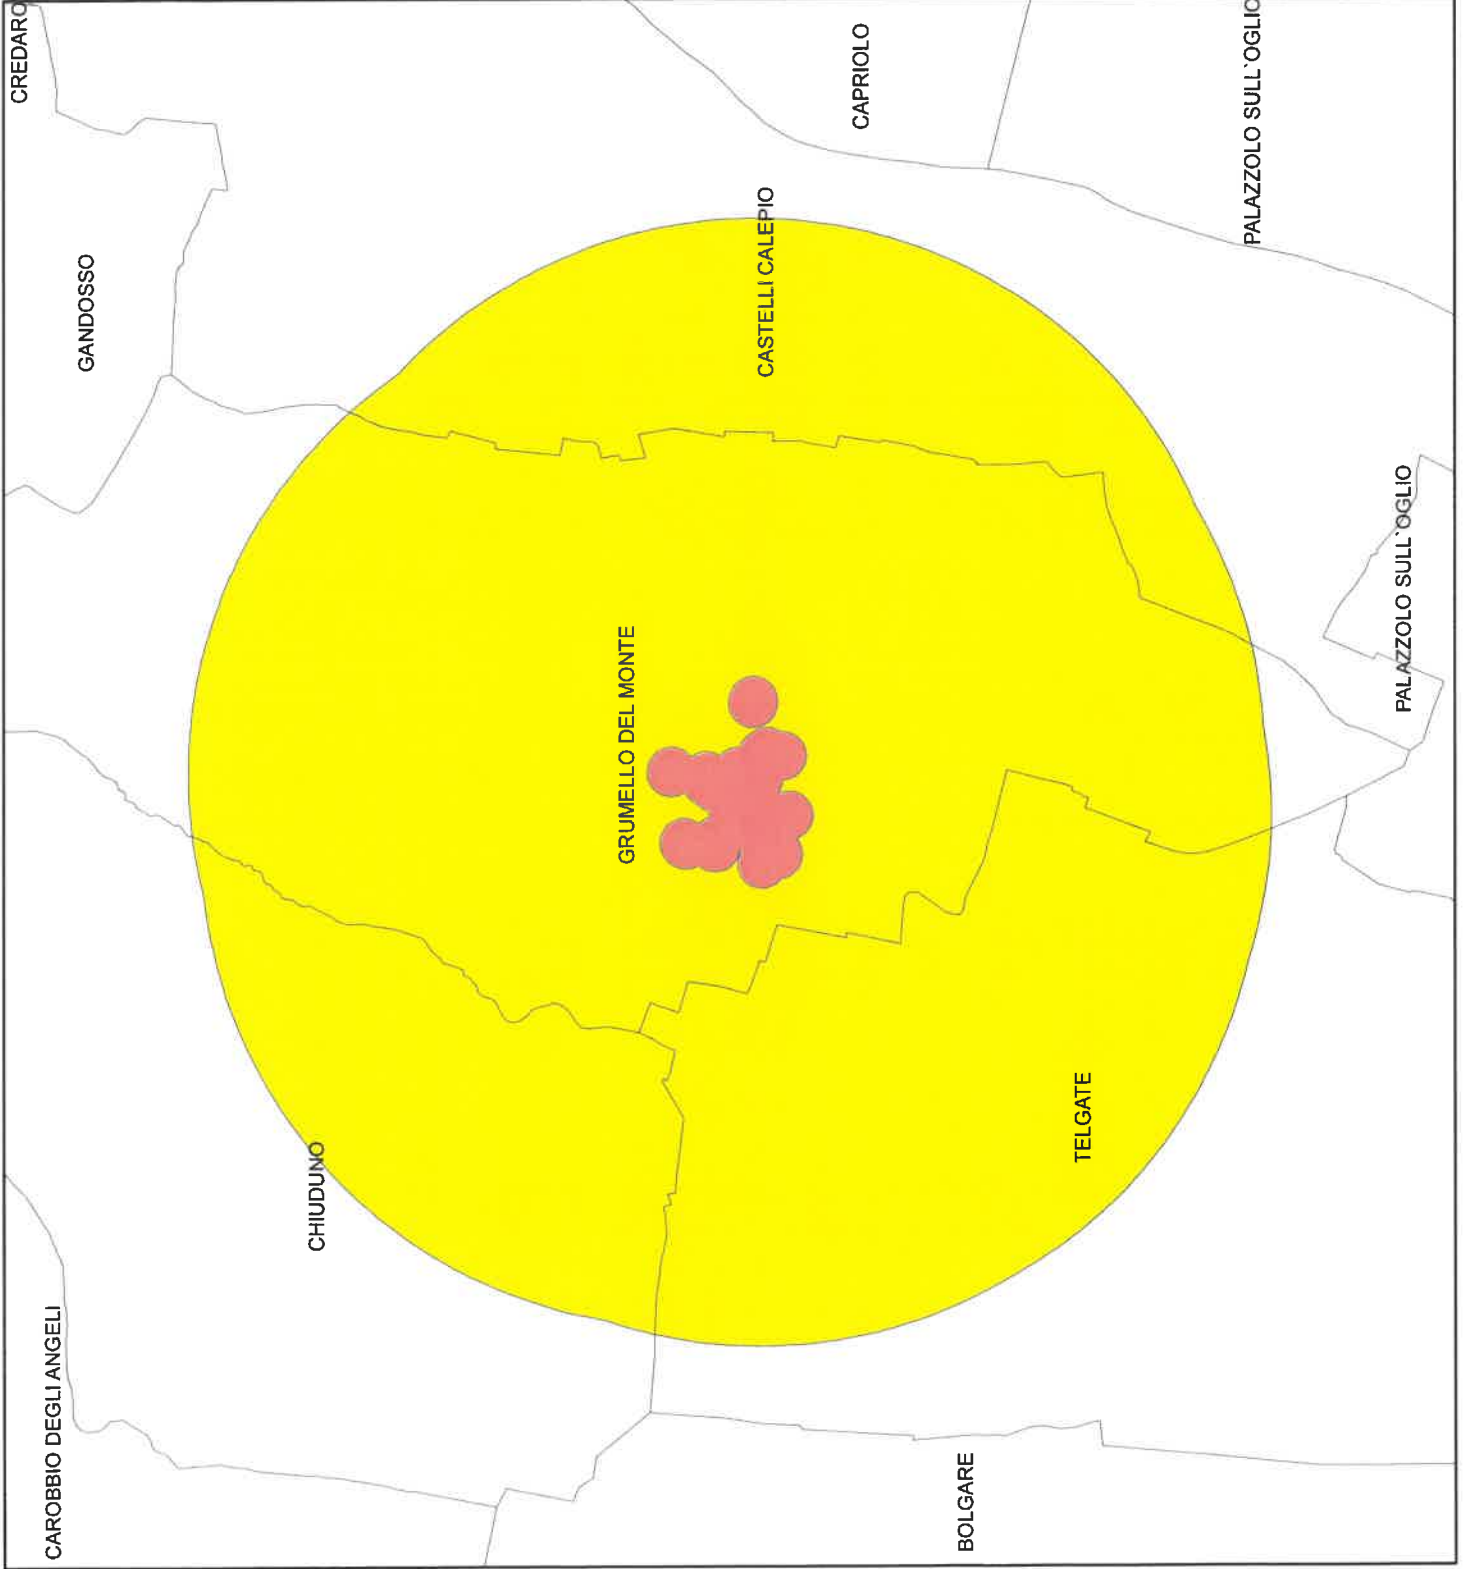 CAROBBIO DEGLI ANGELI
GANDOSSO
CREDARO
CHIUDUNO
GRUMELLO DEL MONTE
CASTELLI CALEPIO
CAPRIOLO
BOLGARE
TELGATE
PALAZZOLO SULL`OGLIO
PALAZZOLO SULL`OGLIO